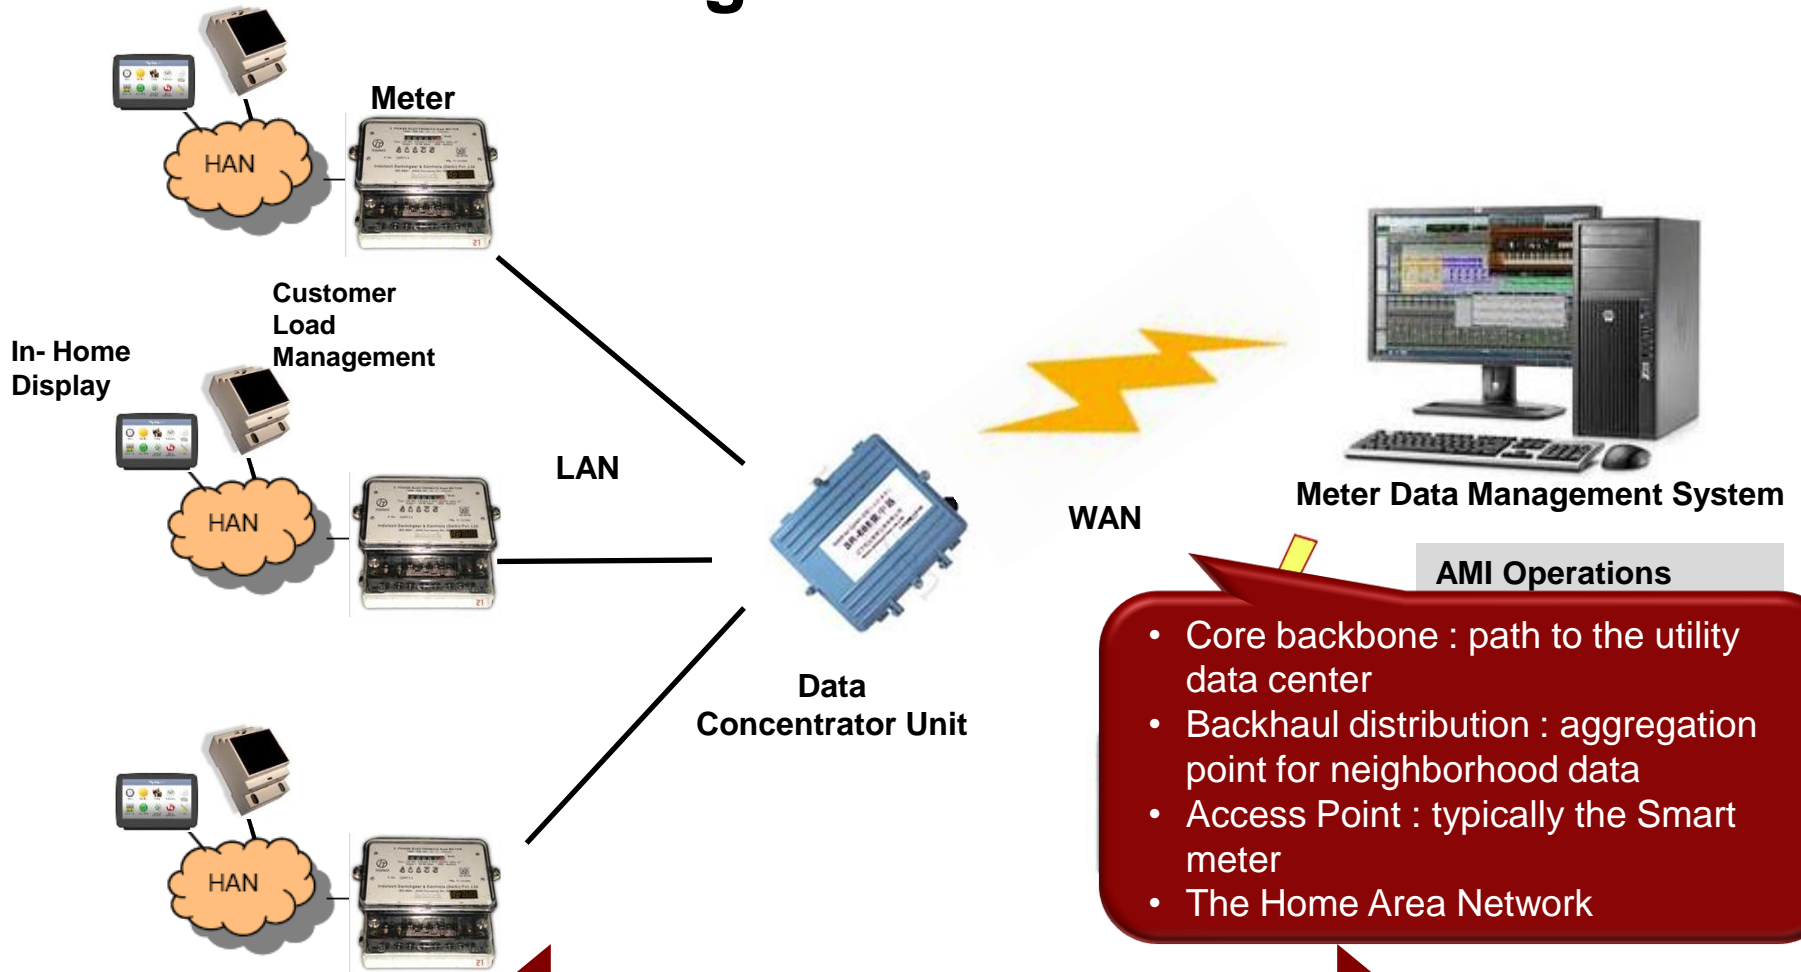 Meter
HAN
Customer
Load
Management
In- Home
Display
HAN
LAN
WAN
Meter Data Management System
AMI Operations
Data
Concentrator Unit
HAN
• Core backbone : path to the utility
data center
• Backhaul distribution : aggregation
point for neighborhood data
• Access Point : typically the Smart
meter
• The Home Area Network